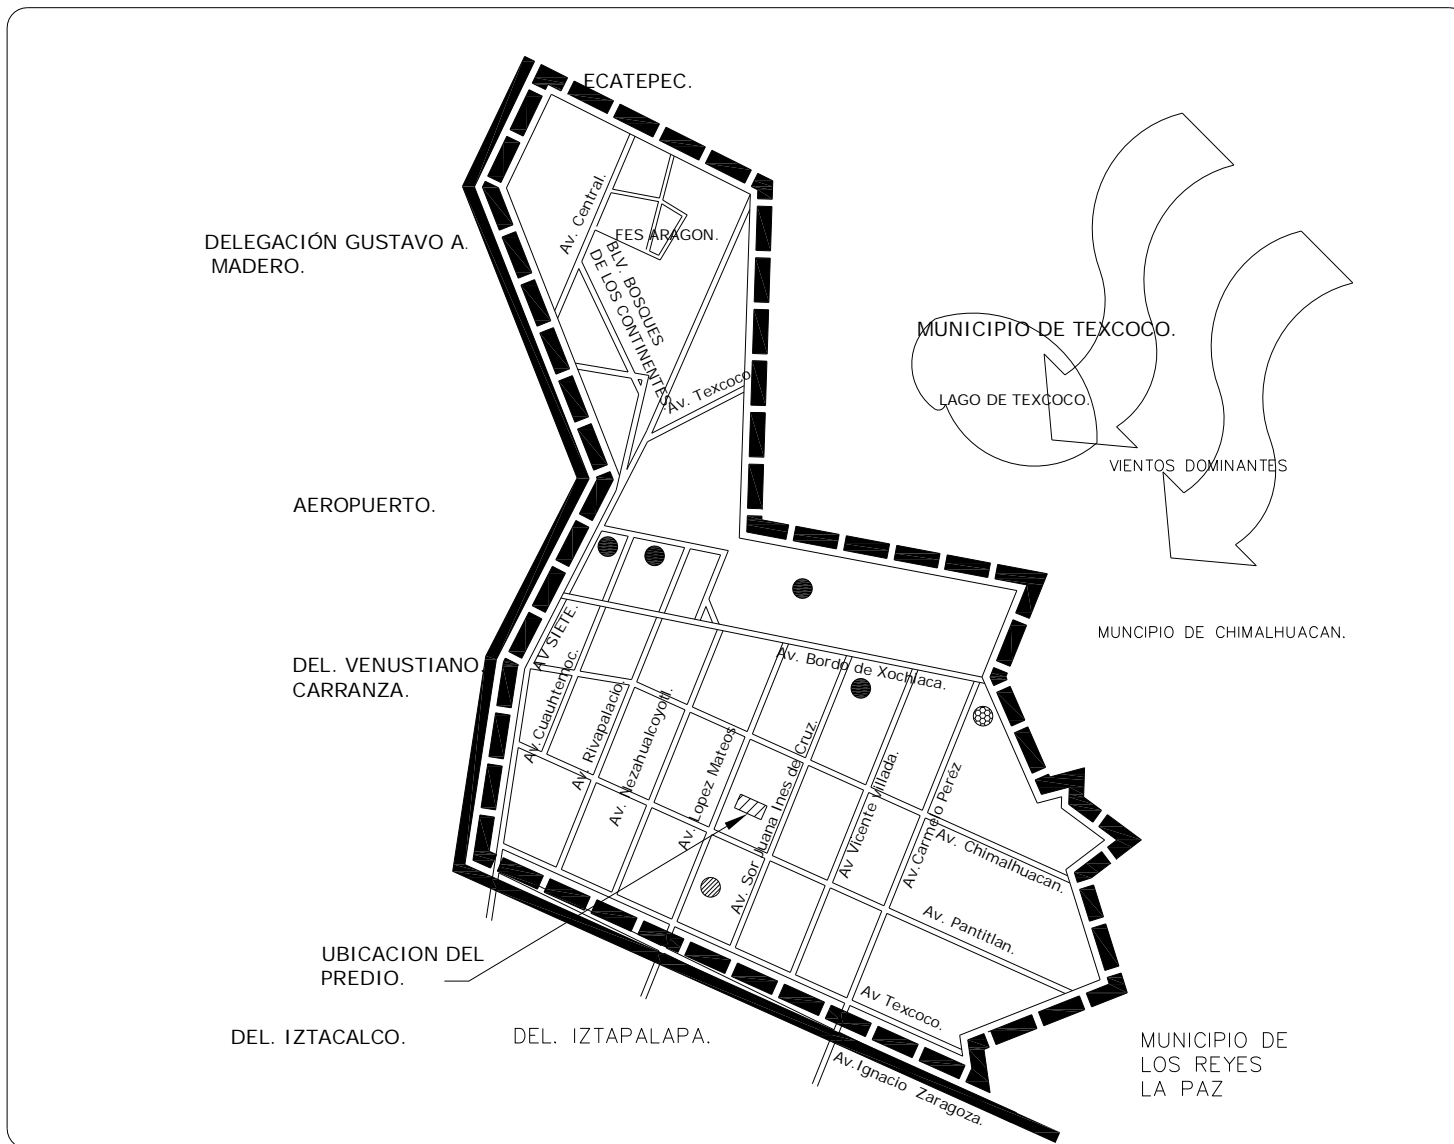 ECATEPEC.
Av. Central.
FES ARAGON.
DELEGACIÓN GUSTAVO A.
MADERO.
BLV. BOSQUES
DE LOS CONTINENTES.
MUNICIPIO DE TEXCOCO.
Av. Texcoco
LAGO DE TEXCOCO.
VIENTOS DOMINANTES
AEROPUERTO.
MUNCIPIO DE CHIMALHUACAN.
AV SIETE.
DEL. VENUSTIANO.
CARRANZA.
Av. Bordo de Xochiaca.
Av.Cuauhtemoc.
Av. Rivapalacio.
Av. Nezahualcoyotl.
Av. Lopez Mateos
Av. Sor Juana Ines de Cruz.
Av Vicente Villada.
Av.Carmelo Peréz
Av. Chimalhuacan.
Av. Pantitlan.
UBICACION DEL
PREDIO.
Av Texcoco.
DEL. IZTACALCO.
DEL. IZTAPALAPA.
Av.Ignacio Zaragoza.
MUNICIPIO DE
LOS REYES
LA PAZ